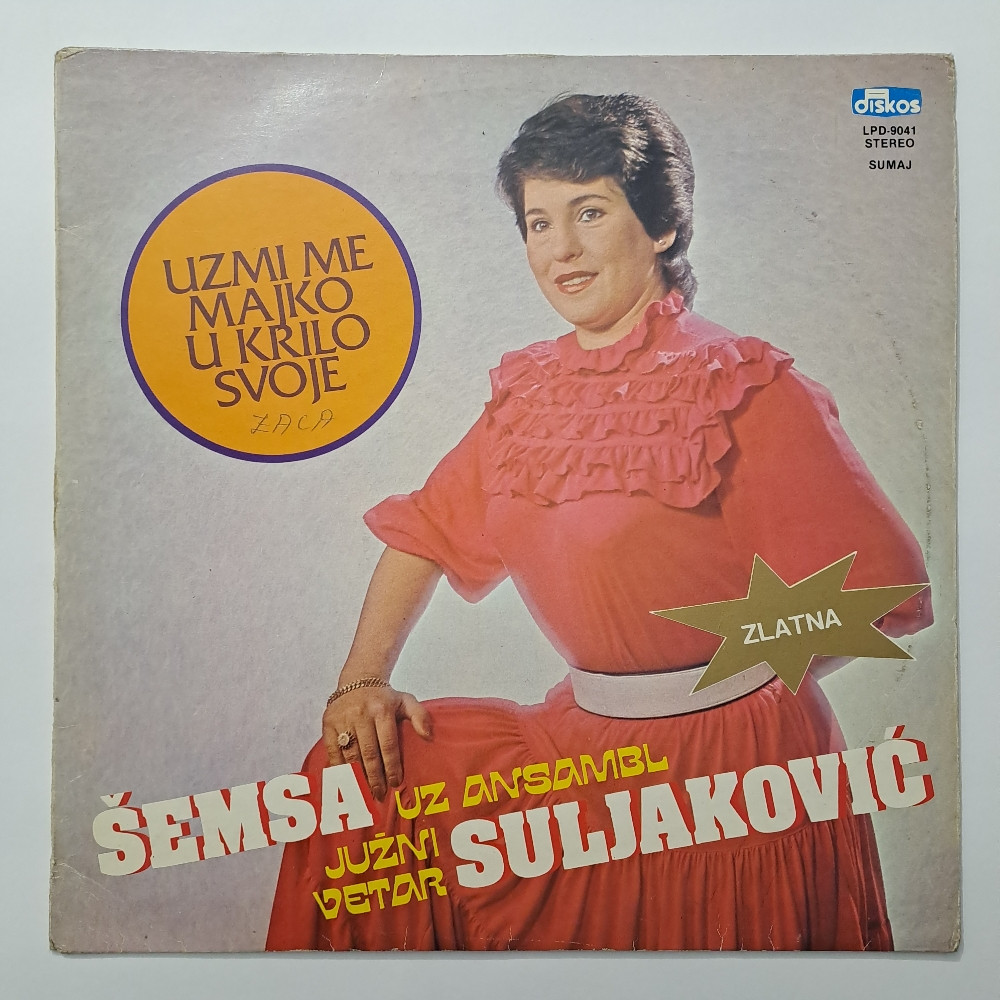 diskos
LPD-9041
STEREO
SUMAJ
UZMI ME
MAJKO
U KRILO
SVOJE
ZACA
ZLATNA
ŠEMSA
UZ ANSAMBL
JUŽNI
VETAR
SULJAKOVIĆ